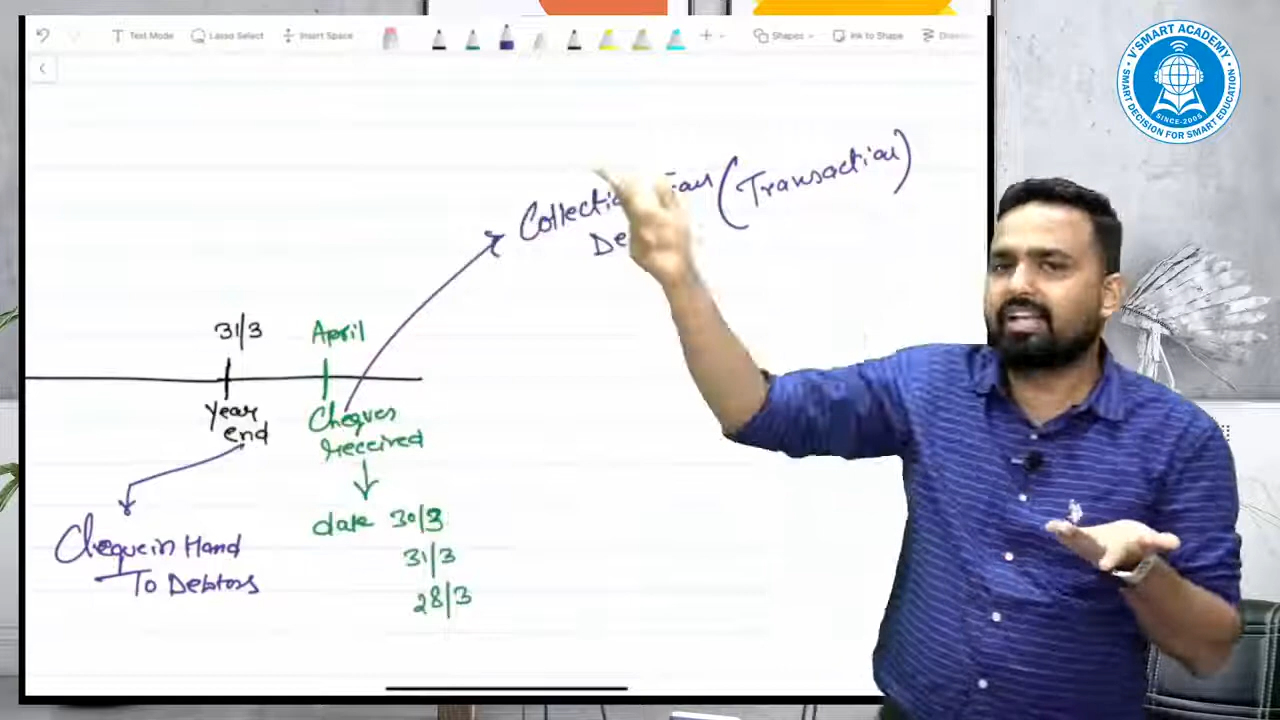 Text Mode
Lasso Select
Insert Space
Shapes
Ink to Shape
V'SMART ACADEMY
SMART DECISION FOR SMART EDUCATION
SINCE-2005
(Transaction)
31/3
April
Year
end
Cheques
received
date 30/3
31/3
28/3
Cheque in Hand
To Debtors